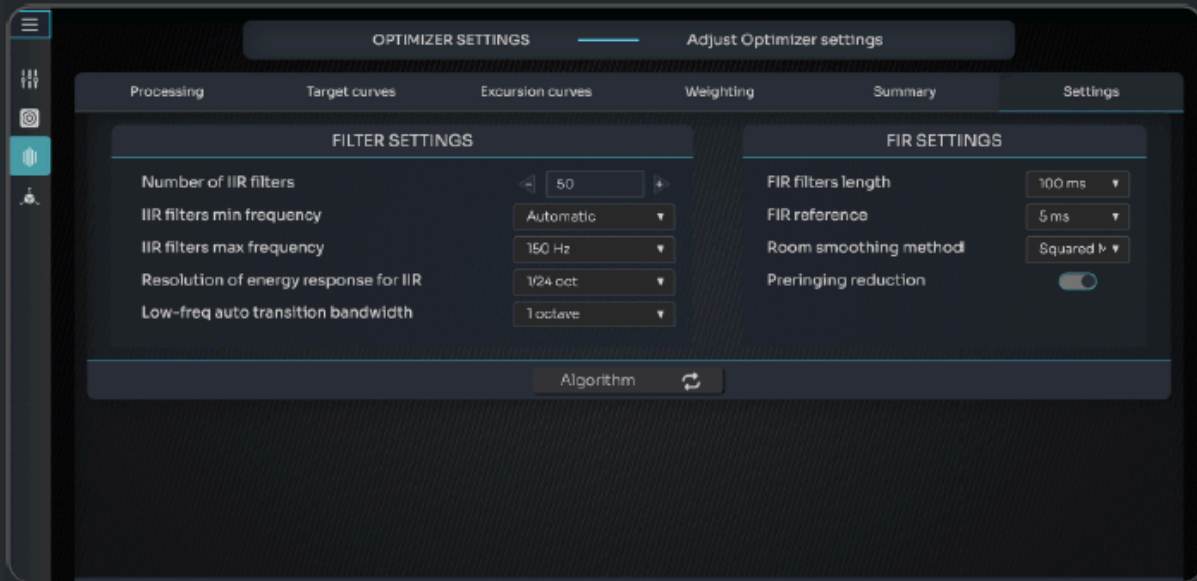 OPTIMIZER SETTINGS Adjust Optimizer settings
Processing Target curves Excursion curves Weighting Summary Settings
FILTER SETTINGS
Number of IIR filters - 50 +
IIR filters min frequency Automatic
IIR filters max frequency 150 Hz
Resolution of energy response for IIR 1/24 oct
Low-freq auto transition bandwidth 1 octave
FIR SETTINGS
FIR filters length 100 ms
FIR reference 5 ms
Room smoothing method Squared
Preringing reduction
Algorithm